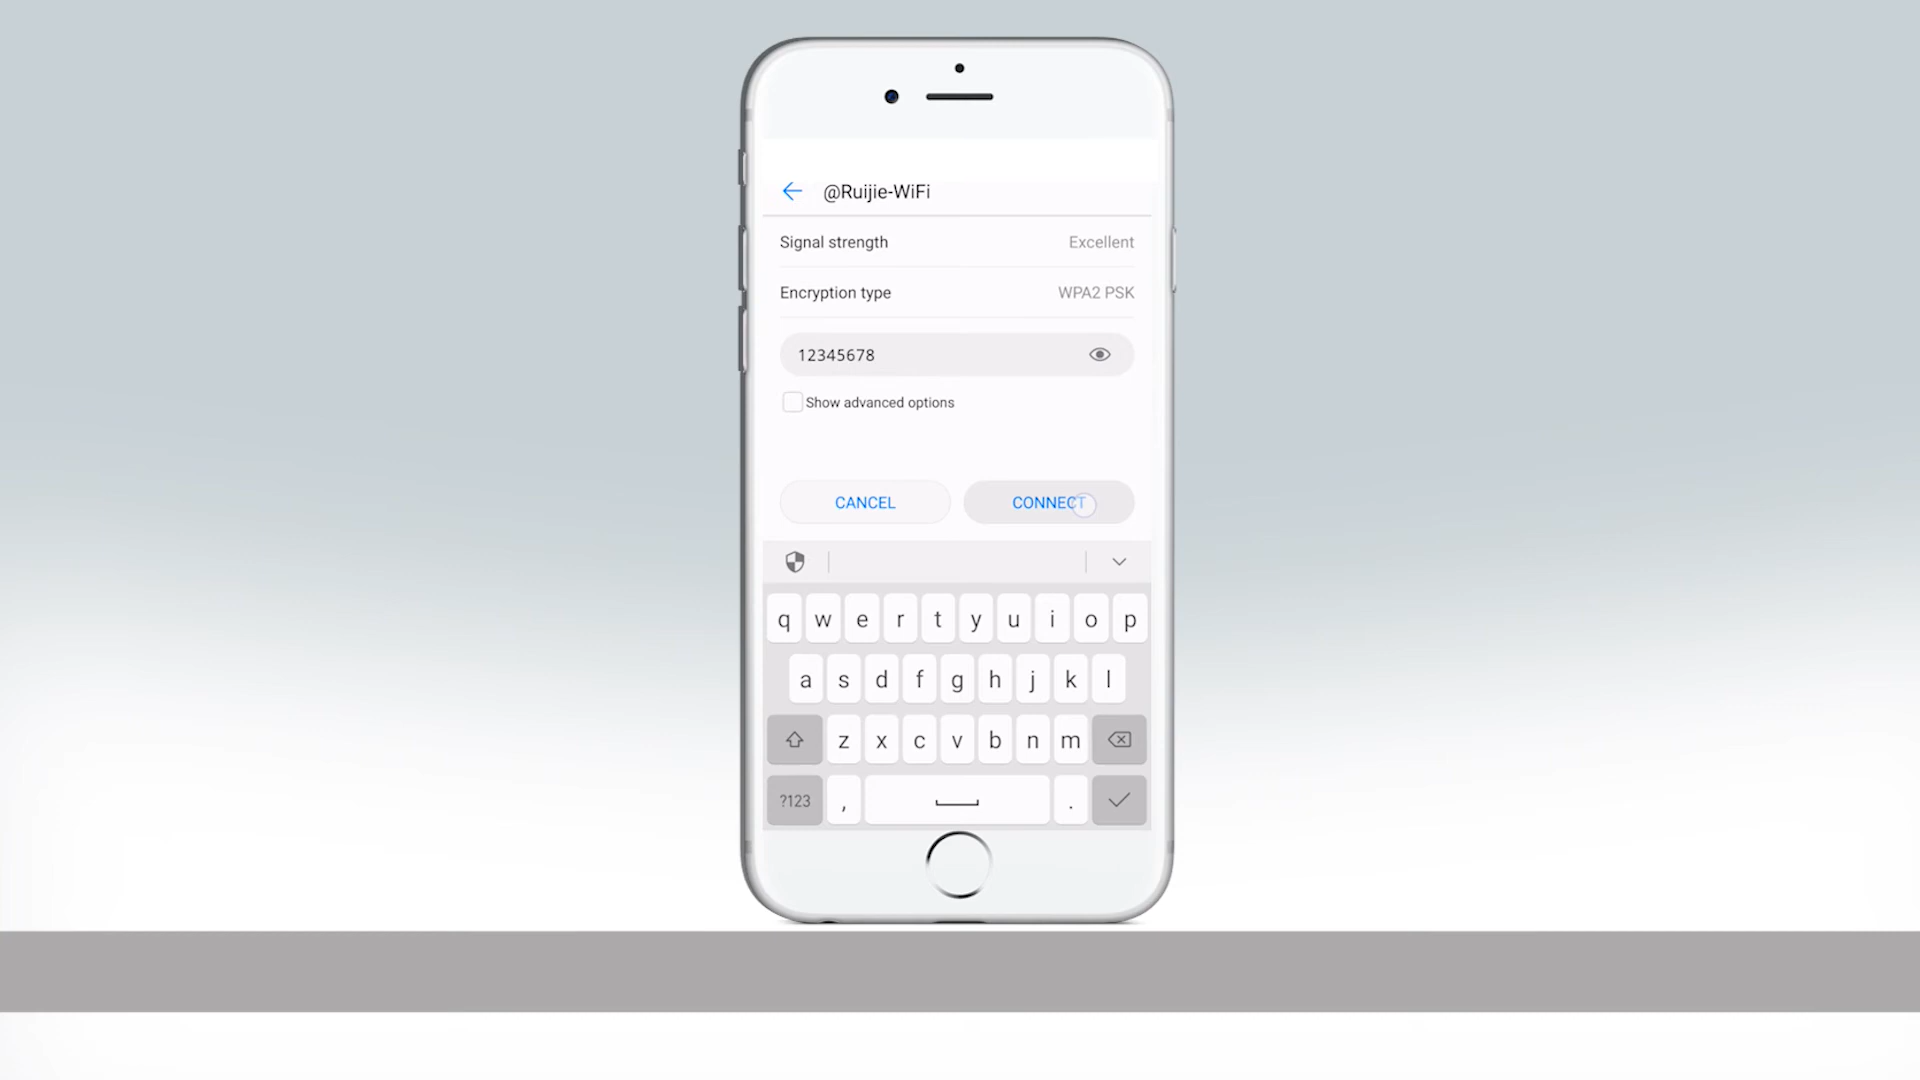 @Ruijie-WiFi
Signal strength Excellent
Encryption type WPA2 PSK
12345678
Show advanced options
CANCEL CONNECT
q w e r t y u i o p
a s d f g h j k l
z x c v b n m
?123 , .